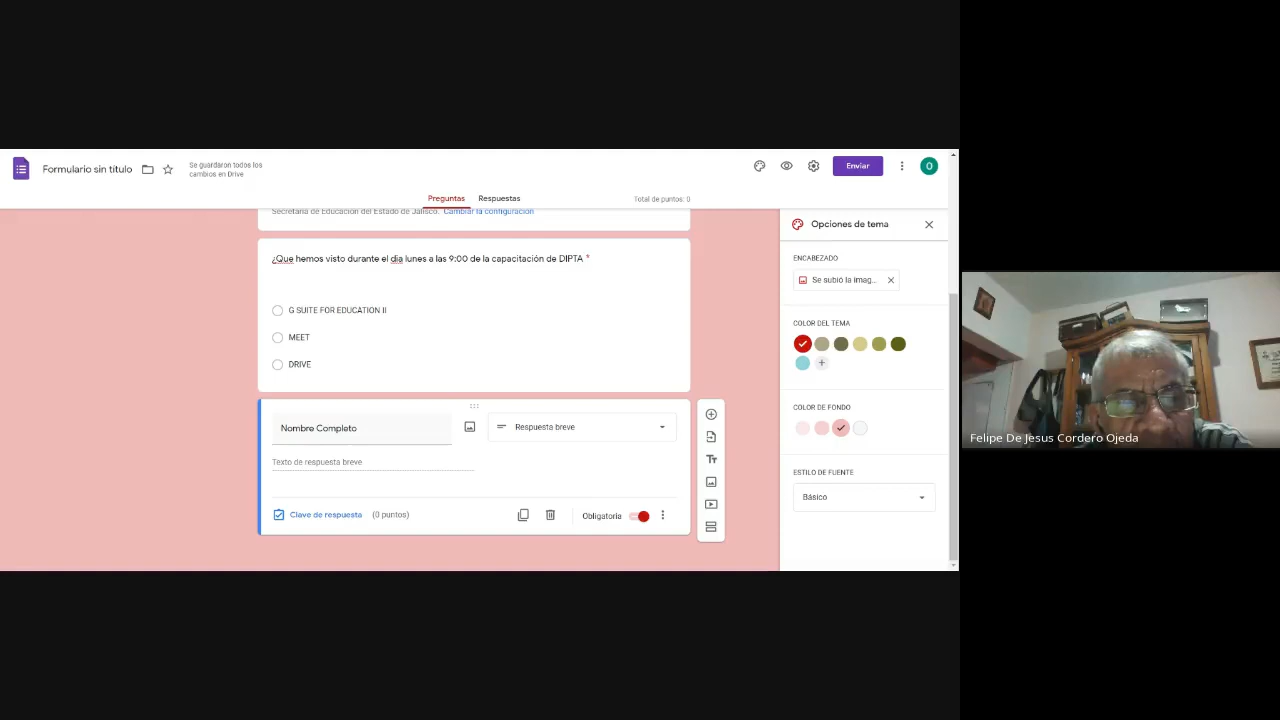 Formulario sin título
Se guardaron todos los
cambios en Drive
Enviar
O
Preguntas
Respuestas
Total de puntos: 0
Secretaría de Educación del Estado de Jalisco. Cambiar la configuración
¿Que hemos visto durante el dia lunes a las 9:00 de la capacitación de DIPTA *
G SUITE FOR EDUCATION II
MEET
DRIVE
Nombre Completo
Respuesta breve
Texto de respuesta breve
Clave de respuesta
(0 puntos)
Obligatoria
Tт
Opciones de tema
ENCABEZADO
Se subió la imag...
COLOR DEL TEMA
COLOR DE FONDO
ESTILO DE FUENTE
Básico
Felipe De Jesus Cordero Ojeda